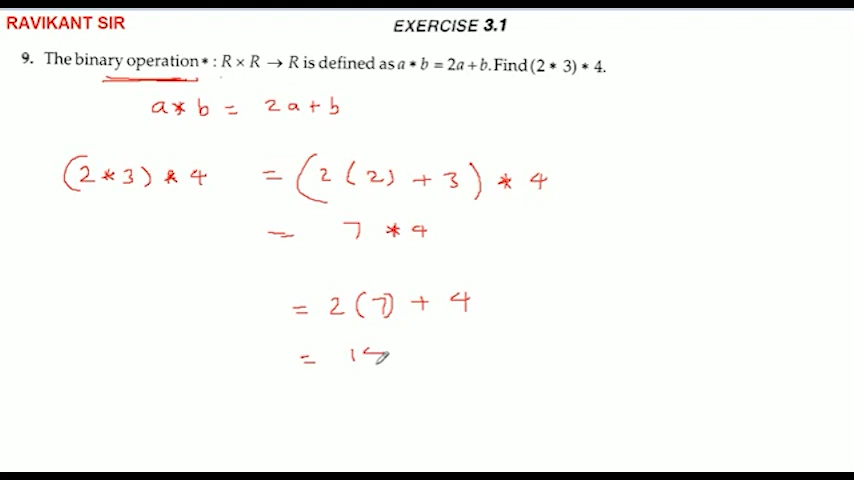 RAVIKANT SIR
EXERCISE 3.1
9. The binary operation * : R × R → R is defined as a * b = 2a + b. Find (2 * 3) * 4.
a * b = 2a + b
(2 * 3) * 4 = (2(2) + 3) * 4
= 7 * 4
= 2(7) + 4
= 14